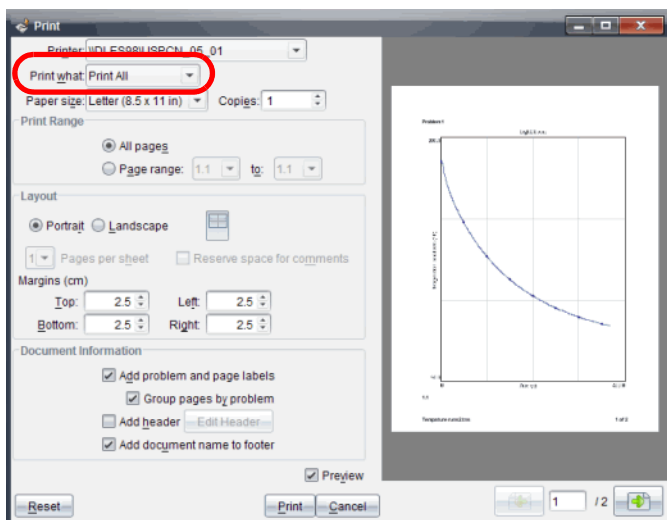 Print
Printer: \\DLES98\USPCN_05_01
Print what: Print All
Paper size: Letter (8.5 x 11 in) Copies: 1
Print Range
All pages
Page range: 1.1 to: 1.1
Layout
Portrait Landscape
1 Pages per sheet Reserve space for comments
Margins (cm)
Top: 2.5 Left: 2.5
Bottom: 2.5 Right: 2.5
Document Information
Add problem and page labels
Group pages by problem
Add header Edit Header
Add document name to footer
Preview
Reset Print Cancel
Problem 1
1 of 2
1 / 2